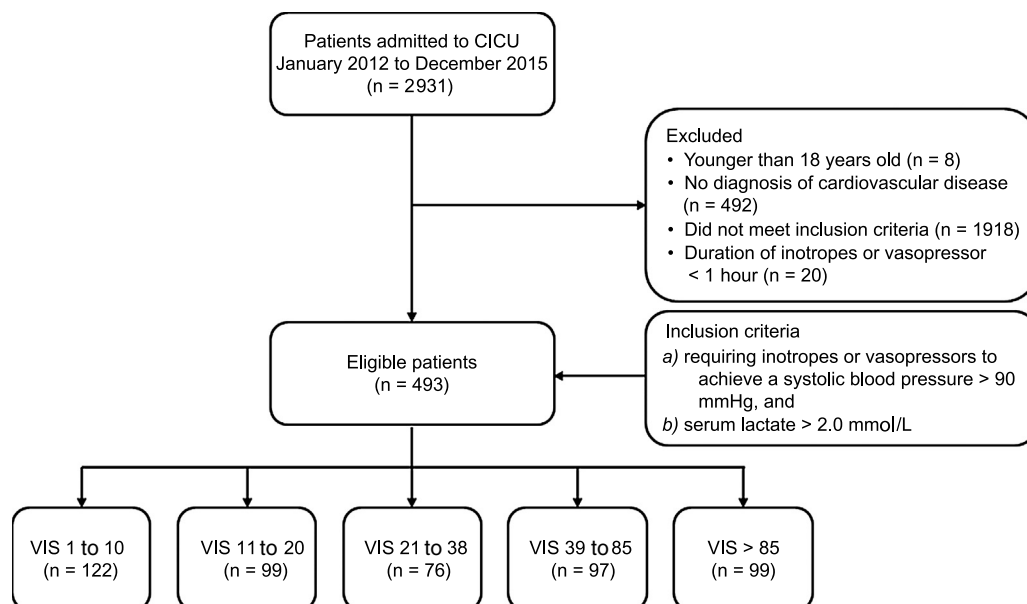 Patients admitted to CICU
January 2012 to December 2015
(n = 2931)
Excluded
• Younger than 18 years old (n = 8)
• No diagnosis of cardiovascular disease
(n = 492)
• Did not meet inclusion criteria (n = 1918)
• Duration of inotropes or vasopressor
< 1 hour (n = 20)
Eligible patients
(n = 493)
Inclusion criteria
a) requiring inotropes or vasopressors to
achieve a systolic blood pressure > 90
mmHg, and
b) serum lactate > 2.0 mmol/L
VIS 1 to 10
(n = 122)
VIS 11 to 20
(n = 99)
VIS 21 to 38
(n = 76)
VIS 39 to 85
(n = 97)
VIS > 85
(n = 99)